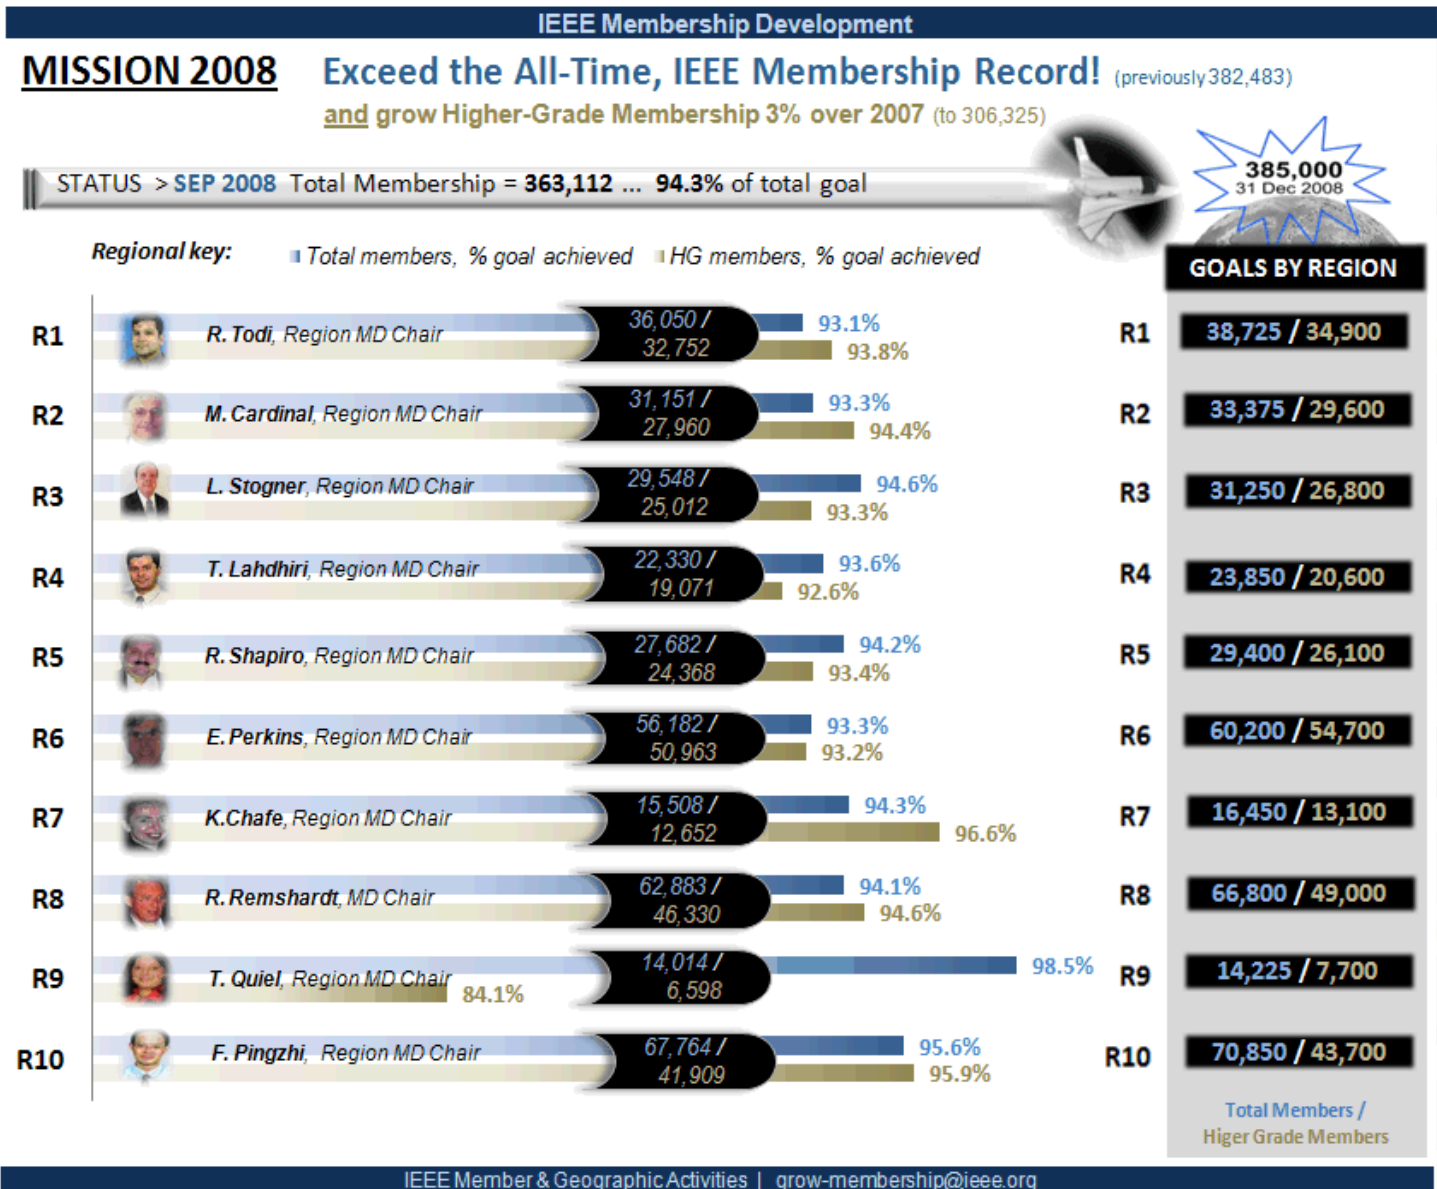 IEEE Membership Development
MISSION 2008 Exceed the All-Time, IEEE Membership Record! (previously 382,483)
and grow Higher-Grade Membership 3% over 2007 (to 306,325)
385,000
31 Dec 2008
STATUS > SEP 2008 Total Membership = 363,112 ... 94.3% of total goal
Regional key: Total members, % goal achieved HG members, % goal achieved
GOALS BY REGION
R1 R. Todi, Region MD Chair 36,050 / 32,752 93.1% 93.8% R1 38,725 / 34,900
R2 M. Cardinal, Region MD Chair 31,151 / 27,960 93.3% 94.4% R2 33,375 / 29,600
R3 L. Stogner, Region MD Chair 29,548 / 25,012 94.6% 93.3% R3 31,250 / 26,800
R4 T. Lahdhiri, Region MD Chair 22,330 / 19,071 93.6% 92.6% R4 23,850 / 20,600
R5 R. Shapiro, Region MD Chair 27,682 / 24,368 94.2% 93.4% R5 29,400 / 26,100
R6 E. Perkins, Region MD Chair 56,182 / 50,963 93.3% 93.2% R6 60,200 / 54,700
R7 K.Chafe, Region MD Chair 15,508 / 12,652 94.3% 96.6% R7 16,450 / 13,100
R8 R. Remshardt, MD Chair 62,883 / 46,330 94.1% 94.6% R8 66,800 / 49,000
R9 T. Quiel, Region MD Chair 84.1% 14,014 / 6,598 98.5% R9 14,225 / 7,700
R10 F. Pingzhi, Region MD Chair 67,764 / 41,909 95.6% 95.9% R10 70,850 / 43,700
Total Members /
Higer Grade Members
IEEE Member & Geographic Activities | grow-membership@ieee.org